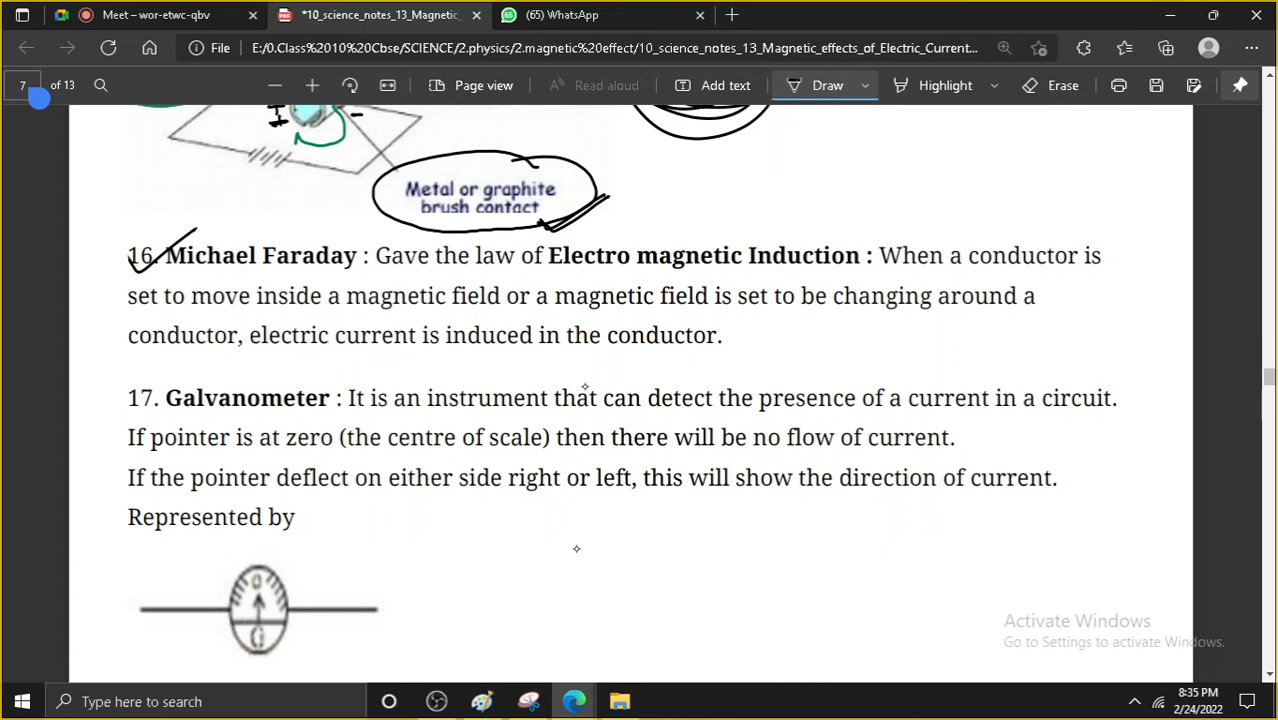 Meet – wor-etwc-qbv
*10_science_notes_13_Magnetic_
(65) WhatsApp
File
E:/0.Class%2010%20Cbse/SCIENCE/2.physics/2.magnetic%20effect/10_science_notes_13_Magnetic_effects_of_Electric_Current...
7
of 13
Page view
Read aloud
Add text
Draw
Highlight
Erase
Metal or graphite
brush contact
16. Michael Faraday : Gave the law of Electro magnetic Induction : When a conductor is
set to move inside a magnetic field or a magnetic field is set to be changing around a
conductor, electric current is induced in the conductor.
17. Galvanometer : It is an instrument that can detect the presence of a current in a circuit.
If pointer is at zero (the centre of scale) then there will be no flow of current.
If the pointer deflect on either side right or left, this will show the direction of current.
Represented by
0
G
Activate Windows
Go to Settings to activate Windows.
Type here to search
8:35 PM
2/24/2022